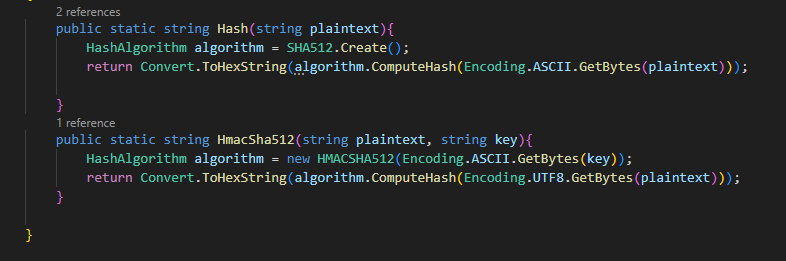 2 references
public static string Hash(string plaintext){
HashAlgorithm algorithm = SHA512.Create();
return Convert.ToHexString(algorithm.ComputeHash(Encoding.ASCII.GetBytes(plaintext)));
}
1 reference
public static string HmacSha512(string plaintext, string key){
HashAlgorithm algorithm = new HMACSHA512(Encoding.ASCII.GetBytes(key));
return Convert.ToHexString(algorithm.ComputeHash(Encoding.UTF8.GetBytes(plaintext)));
}
}